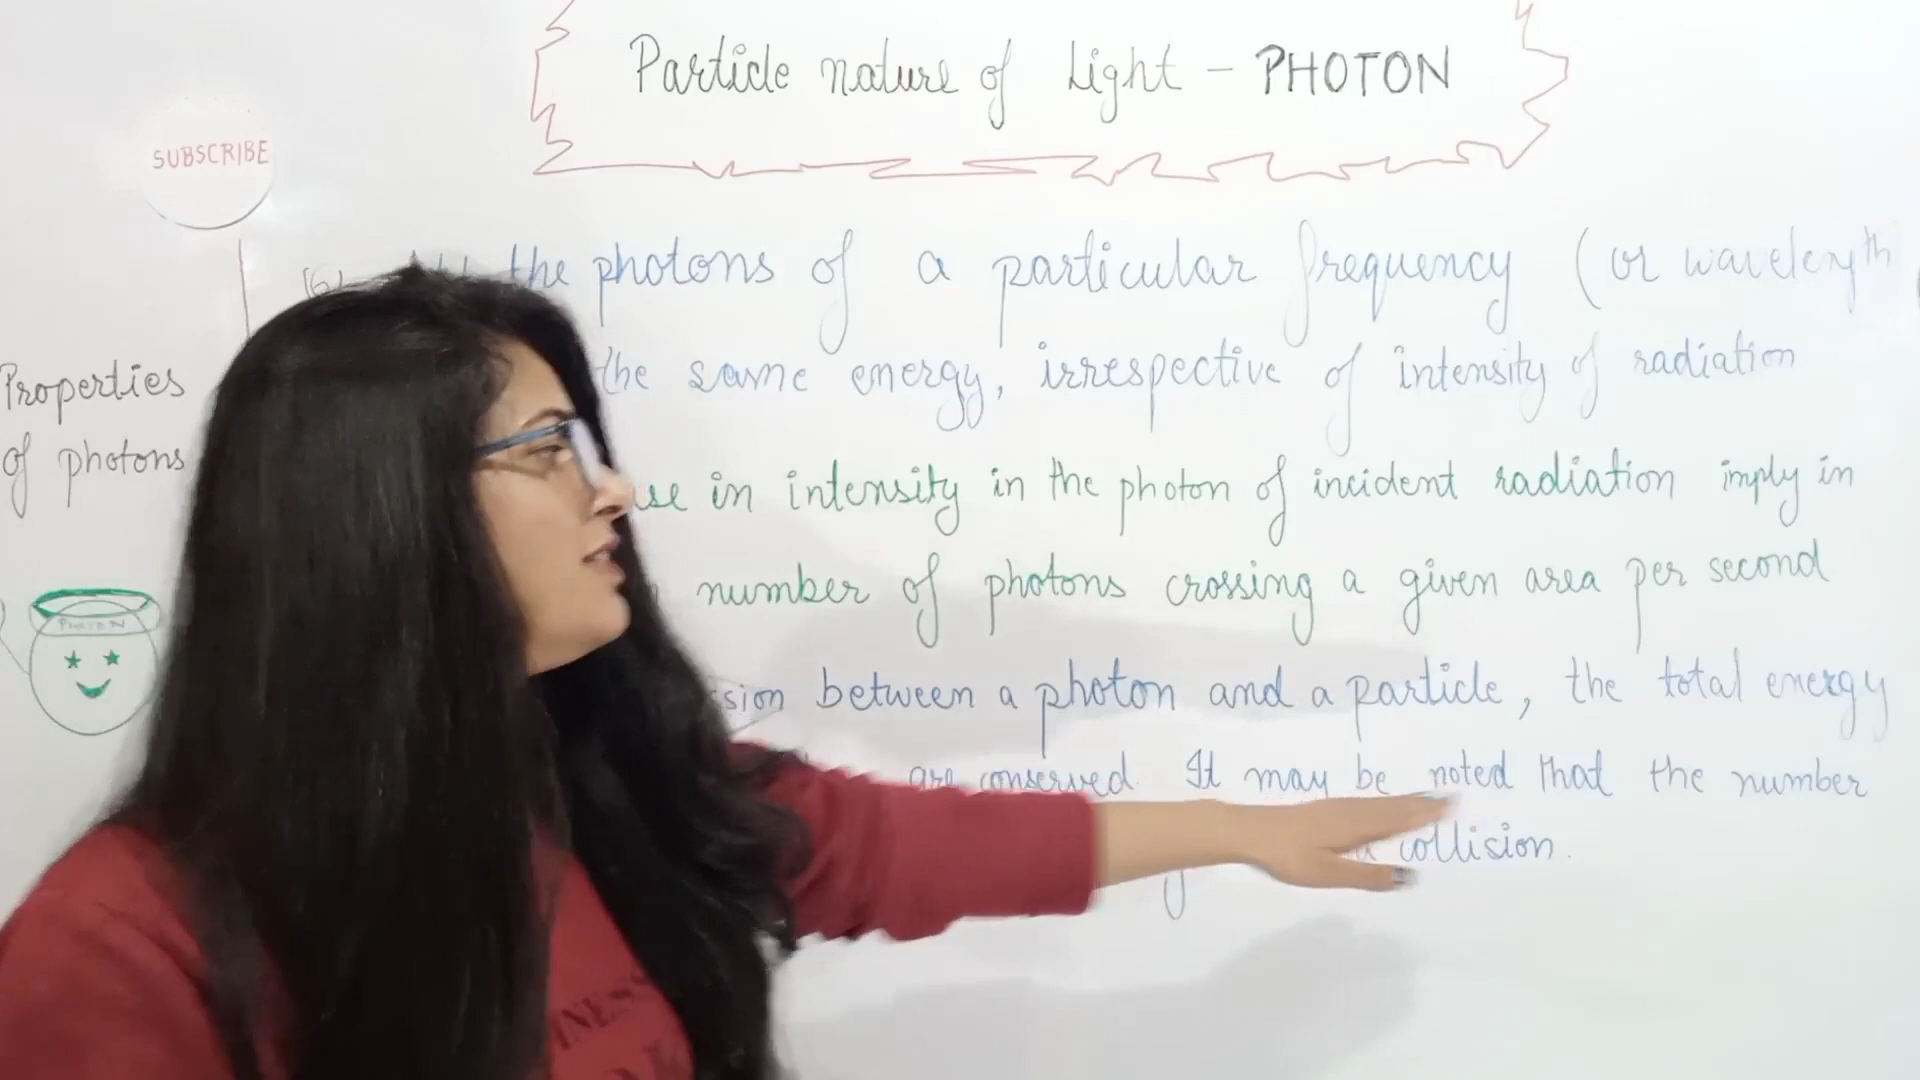 Particle nature of Light - PHOTON
SUBSCRIBE
the photons of a particular frequency (or wavelength
the same energy, irrespective of intensity of radiation
Properties
of photons
in intensity in the photon of incident radiation imply in
number of photons crossing a given area per second
PHOTON
between a photon and a particle, the total energy
are conserved. It may be noted that the number
collision.
INESS